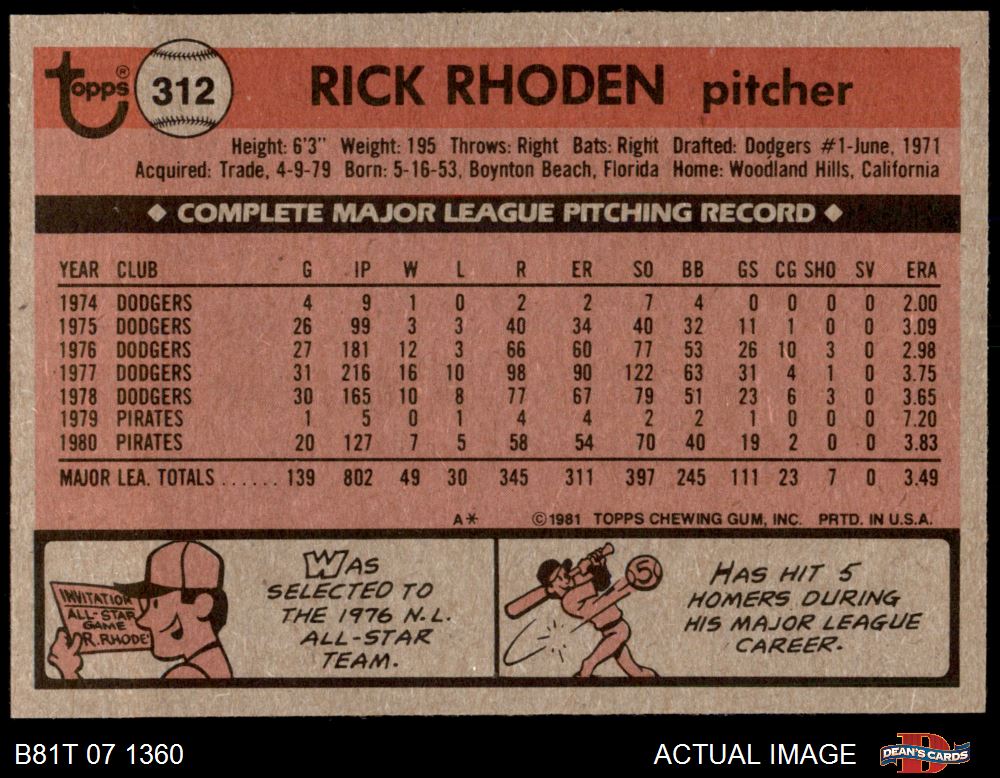 topps® 312 RICK RHODEN pitcher
Height: 6'3" Weight: 195 Throws: Right Bats: Right Drafted: Dodgers #1-June, 1971
Acquired: Trade, 4-9-79 Born: 5-16-53, Boynton Beach, Florida Home: Woodland Hills, California
◆ COMPLETE MAJOR LEAGUE PITCHING RECORD ◆
YEAR CLUB G IP W L R ER SO BB GS CG SHO SV ERA
1974 DODGERS 4 9 1 0 2 2 7 4 0 0 0 0 2.00
1975 DODGERS 26 99 3 3 40 34 40 32 11 1 0 0 3.09
1976 DODGERS 27 181 12 3 66 60 77 53 26 10 3 0 2.98
1977 DODGERS 31 216 16 10 98 90 122 63 31 4 1 0 3.75
1978 DODGERS 30 165 10 8 77 67 79 51 23 6 3 0 3.65
1979 PIRATES 1 5 0 1 4 4 2 2 1 0 0 0 7.20
1980 PIRATES 20 127 7 5 58 54 70 40 19 2 0 0 3.83
MAJOR LEA. TOTALS ...... 139 802 49 30 345 311 397 245 111 23 7 0 3.49
A* ©1981 TOPPS CHEWING GUM, INC. PRTD. IN U.S.A.
INVITATION
ALL-STAR
GAME
R. RHODE
WAS
SELECTED TO
THE 1976 N.L.
ALL-STAR
TEAM.
5
HAS HIT 5
HOMERS DURING
HIS MAJOR LEAGUE
CAREER.
B81T 07 1360 ACTUAL IMAGE D DEAN'S CARDS